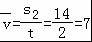 v̅ = s₂/t = 14/2 = 7